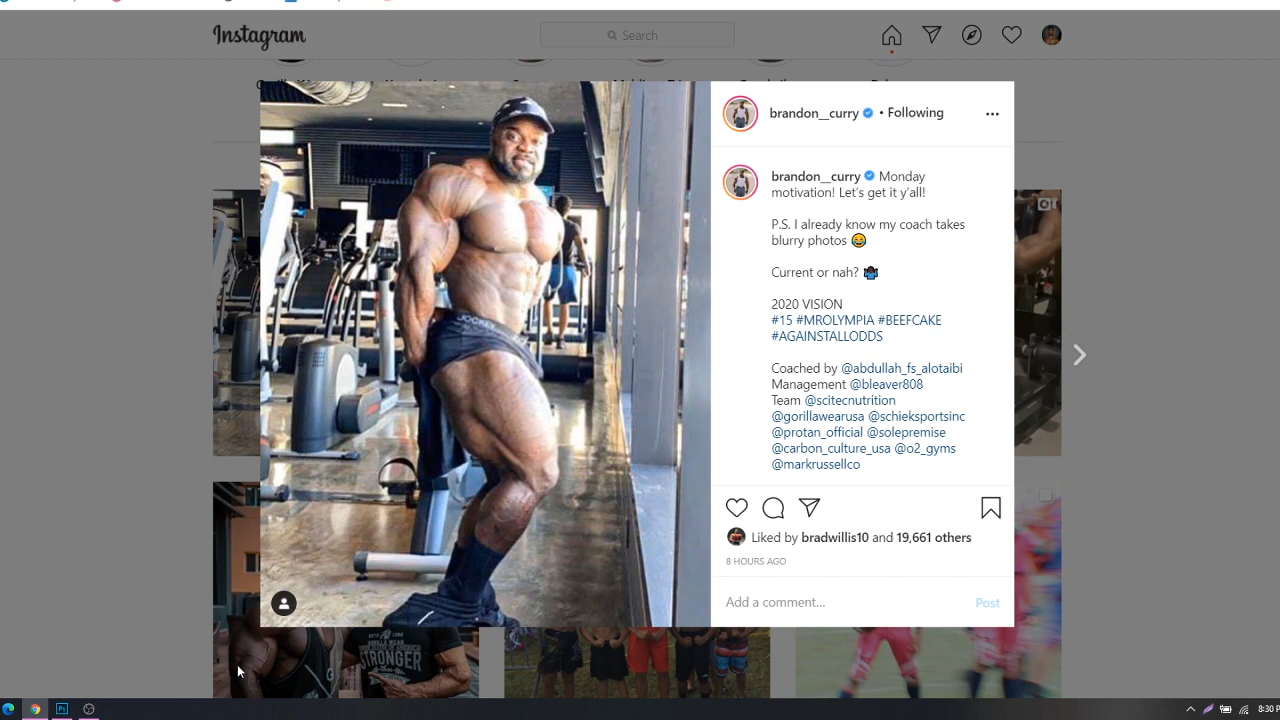 Instagram
Search
brandon__curry • Following
brandon__curry Monday
motivation! Let's get it y'all!
P.S. I already know my coach takes
blurry photos 😂
Current or nah? 🤷🏿‍♂️
2020 VISION
#15 #MROLYMPIA #BEEFCAKE
#AGAINSTALLODDS
Coached by @abdullah_fs_alotaibi
Management @bleaver808
Team @scitecnutrition
@gorillawearusa @schieksportsinc
@protan_official @solepremise
@carbon_culture_usa @o2_gyms
@markrussellco
Liked by bradwillis10 and 19,661 others
8 HOURS AGO
Add a comment...
Post
JOCKEY
GORILLA WEAR
STRONGER
8:30 P